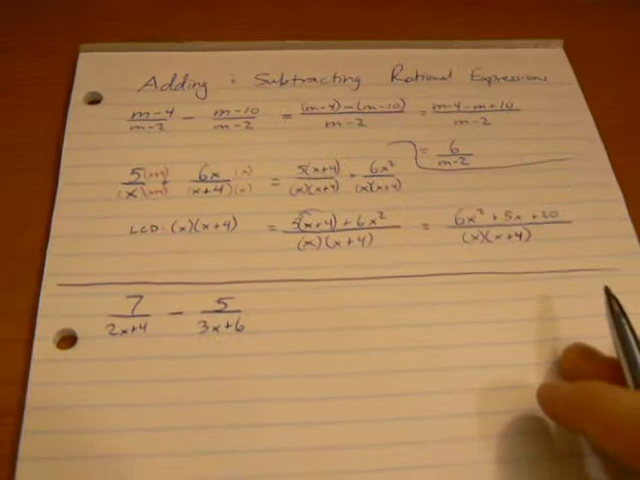 Adding & Subtracting Rational Expressions
(m-4)/(m-2) - (m-10)/(m-2) = ((m-4)-(m-10))/(m-2) = (m-4-m+10)/(m-2)
= 6/(m-2)
5(x+4)/(x)(x+4) + 6x(x)/(x+4)(x) = 5(x+4)/(x)(x+4) + 6x²/(x)(x+4)
LCD: (x)(x+4) = (5(x+4)+6x²)/(x)(x+4) = (6x²+5x+20)/(x)(x+4)
7/(2x+4) - 5/(3x+6)